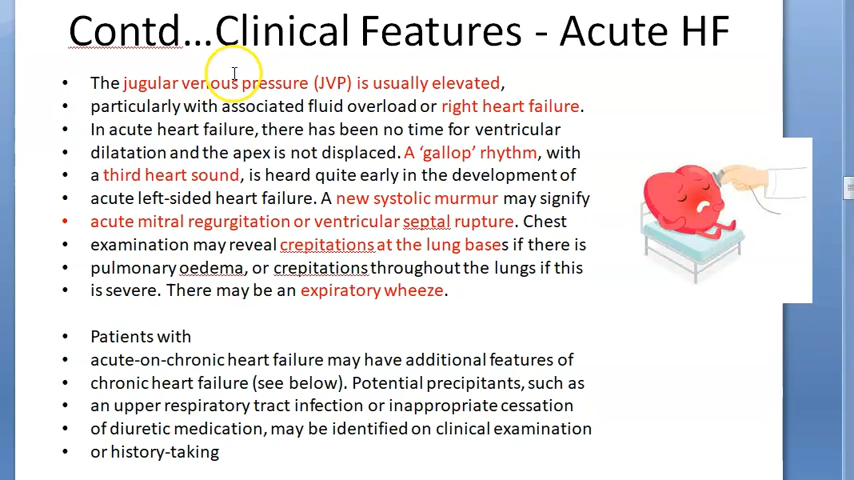 Contd...Clinical Features - Acute HF
• The jugular venous pressure (JVP) is usually elevated,
• particularly with associated fluid overload or right heart failure.
• In acute heart failure, there has been no time for ventricular
• dilatation and the apex is not displaced. A ‘gallop’ rhythm, with
• a third heart sound, is heard quite early in the development of
• acute left-sided heart failure. A new systolic murmur may signify
• acute mitral regurgitation or ventricular septal rupture. Chest
• examination may reveal crepitations at the lung bases if there is
• pulmonary oedema, or crepitations throughout the lungs if this
• is severe. There may be an expiratory wheeze.
• Patients with
• acute-on-chronic heart failure may have additional features of
• chronic heart failure (see below). Potential precipitants, such as
• an upper respiratory tract infection or inappropriate cessation
• of diuretic medication, may be identified on clinical examination
• or history-taking